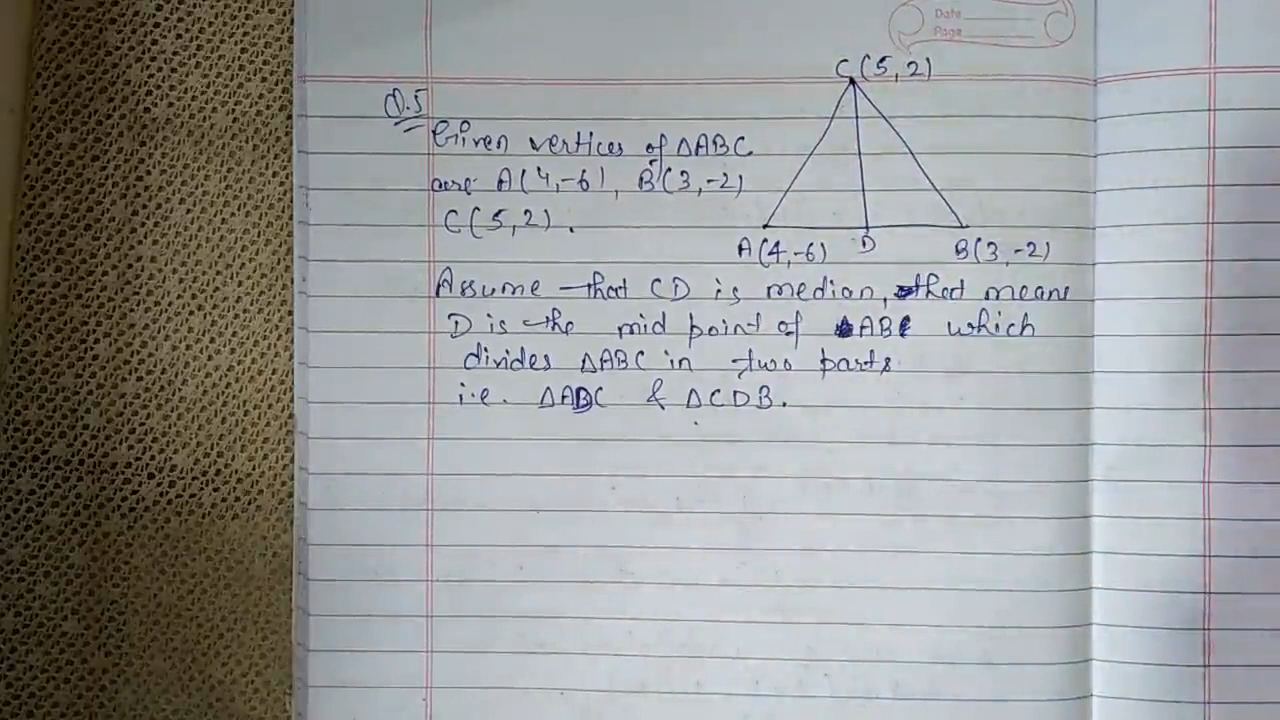 Date
Page
C(5,2)
Q.5
Given vertices of ΔABC
are A(4,-6), B(3,-2)
C(5,2).
A(4,-6) D B(3,-2)
Assume that CD is median, that means
D is the mid point of AB which
divides ΔABC in two parts
i.e. ΔADC & ΔCDB.